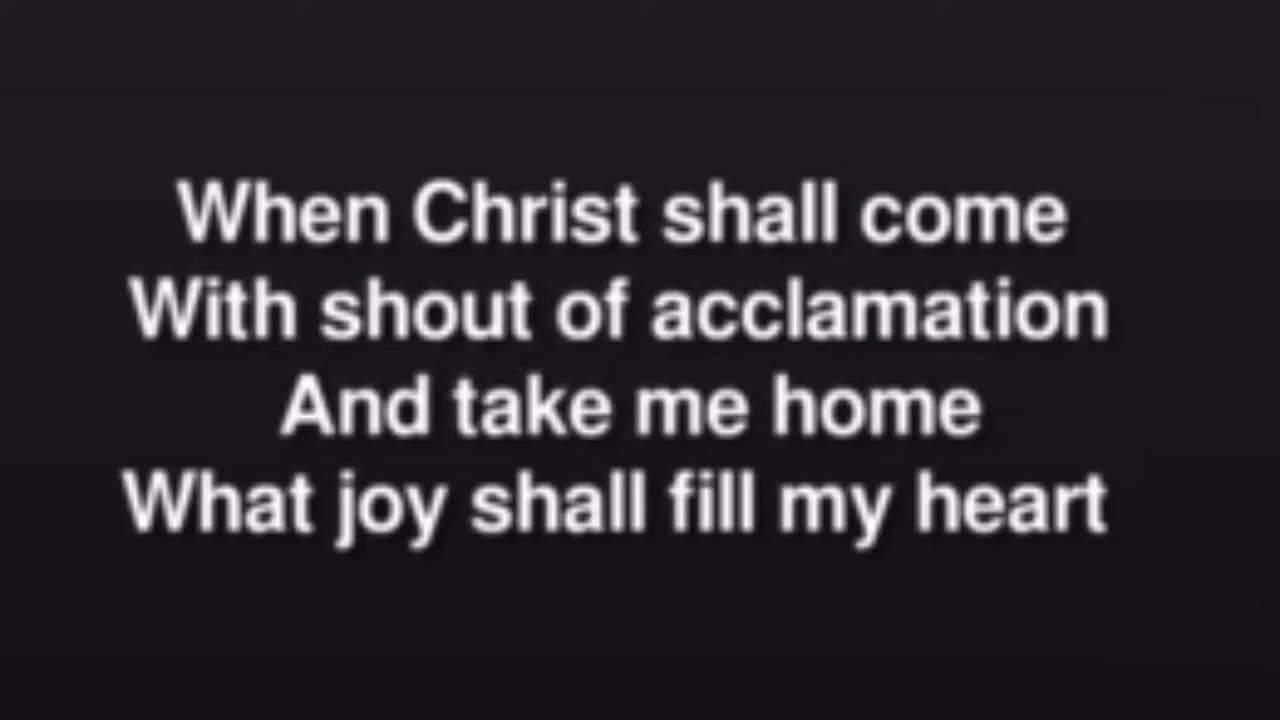 When Christ shall come
With shout of acclamation
And take me home
What joy shall fill my heart